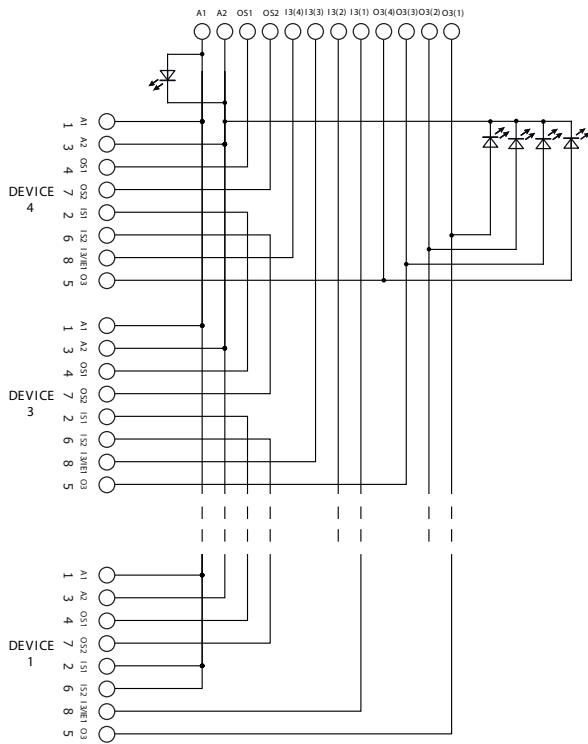 A1 A2 OS1 OS2 I3(4) I3(3) I3(2) I3(1) O3(4) O3(3) O3(2) O3(1)
DEVICE
4
1 A1
3 A2
4 OS1
7 OS2
2 IS1
6 IS2
8 I3/IE1
5 O3
DEVICE
3
1 A1
3 A2
4 OS1
7 OS2
2 IS1
6 IS2
8 I3/IE1
5 O3
DEVICE
1
1 A1
3 A2
4 OS1
7 OS2
2 IS1
6 IS2
8 I3/IE1
5 O3